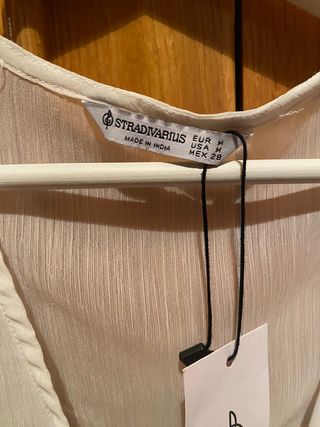 STRADIVARIUS
MADE IN INDIA
EUR M
USA M
MEX 28